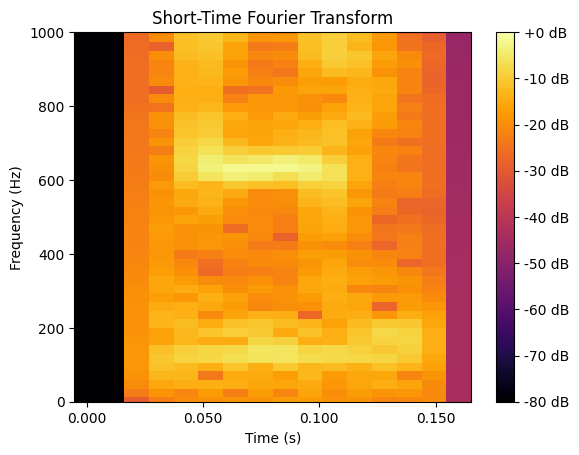 Short-Time Fourier Transform
1000
800
600
400
200
0
Frequency (Hz)
0.000
0.050
0.100
0.150
Time (s)
+0 dB
-10 dB
-20 dB
-30 dB
-40 dB
-50 dB
-60 dB
-70 dB
-80 dB